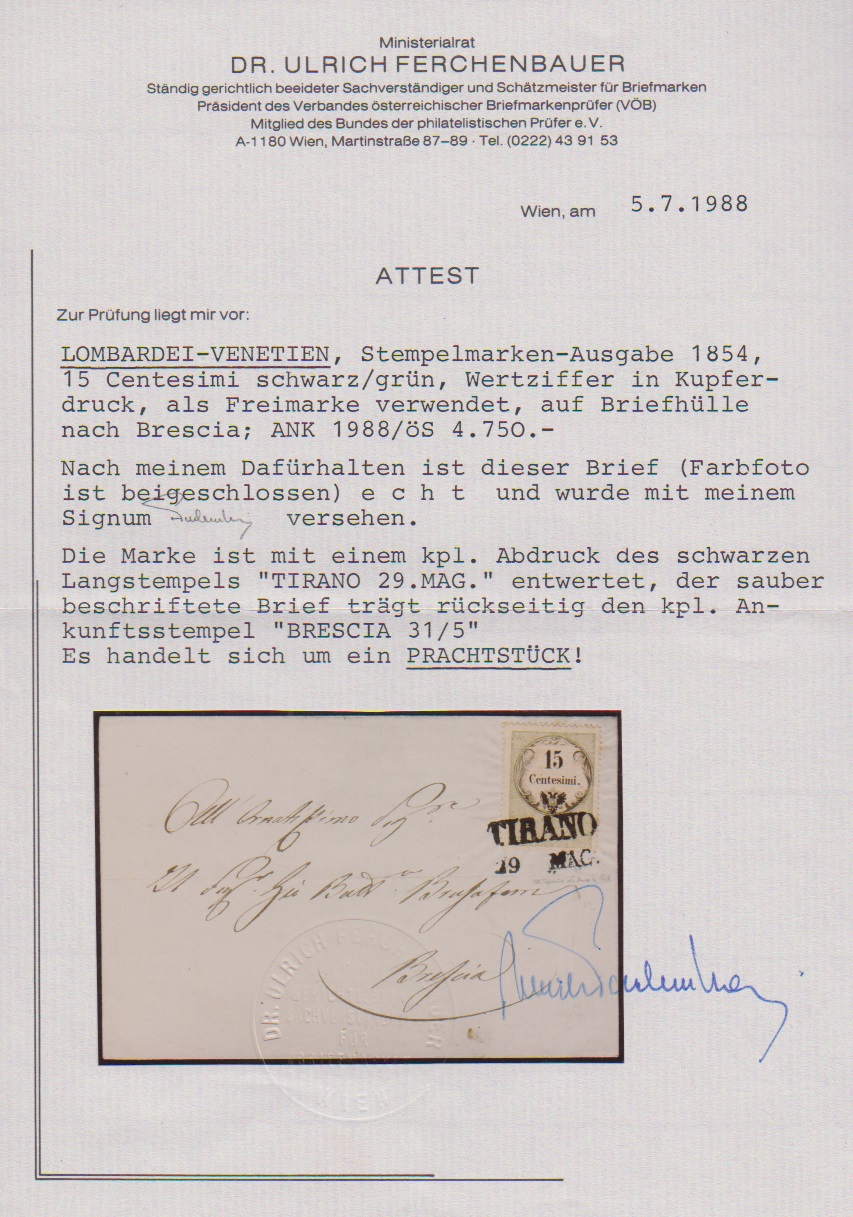 Ministerialrat
DR. ULRICH FERCHENBAUER
Ständig gerichtlich beeideter Sachverständiger und Schätzmeister für Briefmarken
Präsident des Verbandes österreichischer Briefmarkenprüfer (VÖB)
Mitglied des Bundes der philatelistischen Prüfer e. V.
A-1180 Wien, Martinstraße 87–89 · Tel. (0222) 43 91 53
Wien, am 5.7.1988
ATTEST
Zur Prüfung liegt mir vor:
LOMBARDEI-VENETIEN, Stempelmarken-Ausgabe 1854,
15 Centesimi schwarz/grün, Wertziffer in Kupfer-
druck, als Freimarke verwendet, auf Briefhülle
nach Brescia; ANK 1988/öS 4.750.-
Nach meinem Dafürhalten ist dieser Brief (Farbfoto
ist beigeschlossen) e c h t und wurde mit meinem
Signum versehen.
Die Marke ist mit einem kpl. Abdruck des schwarzen
Langstempels "TIRANO 29.MAG." entwertet, der sauber
beschriftete Brief trägt rückseitig den kpl. An-
kunftsstempel "BRESCIA 31/5"
Es handelt sich um ein PRACHTSTÜCK!
15
Centesimi.
TIRANO
29 MAG.
All'
Brescia
DR. ULRICH
WIEN